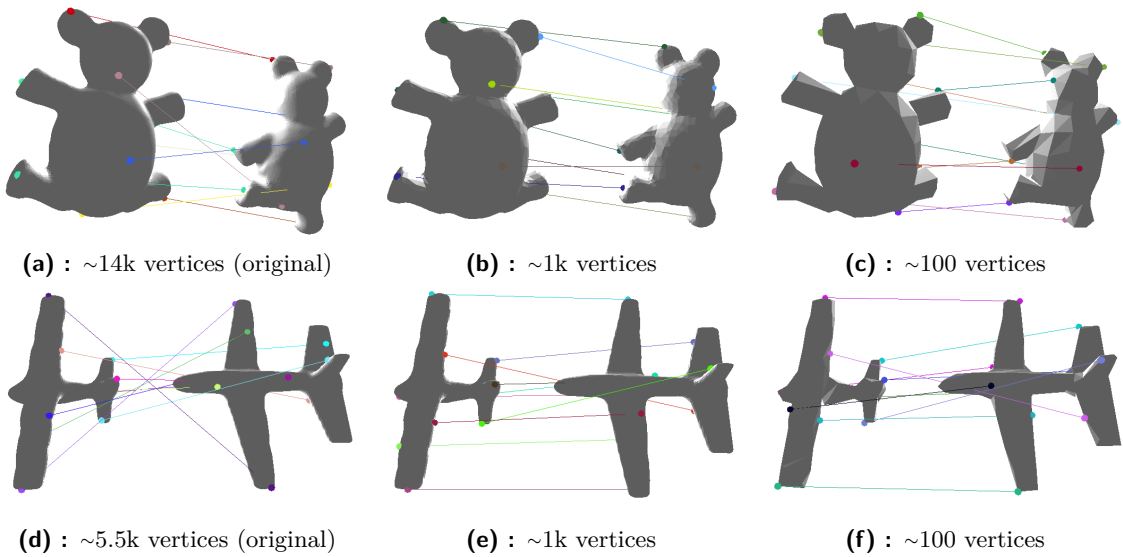 (a) : ~14k vertices (original)
(b) : ~1k vertices
(c) : ~100 vertices
(d) : ~5.5k vertices (original)
(e) : ~1k vertices
(f) : ~100 vertices